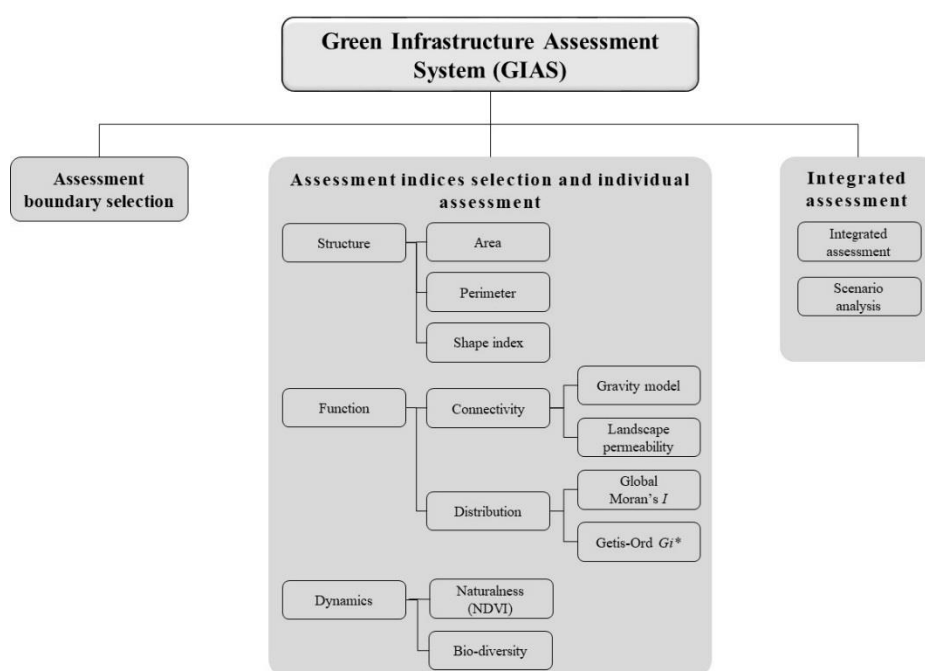 Green Infrastructure Assessment
System (GIAS)
Assessment
boundary selection
Assessment indices selection and individual
assessment
Structure
Area
Perimeter
Shape index
Function
Connectivity
Gravity model
Landscape
permeability
Distribution
Global
Moran's I
Getis-Ord Gi*
Dynamics
Naturalness
(NDVI)
Bio-diversity
Integrated
assessment
Integrated
assessment
Scenario
analysis